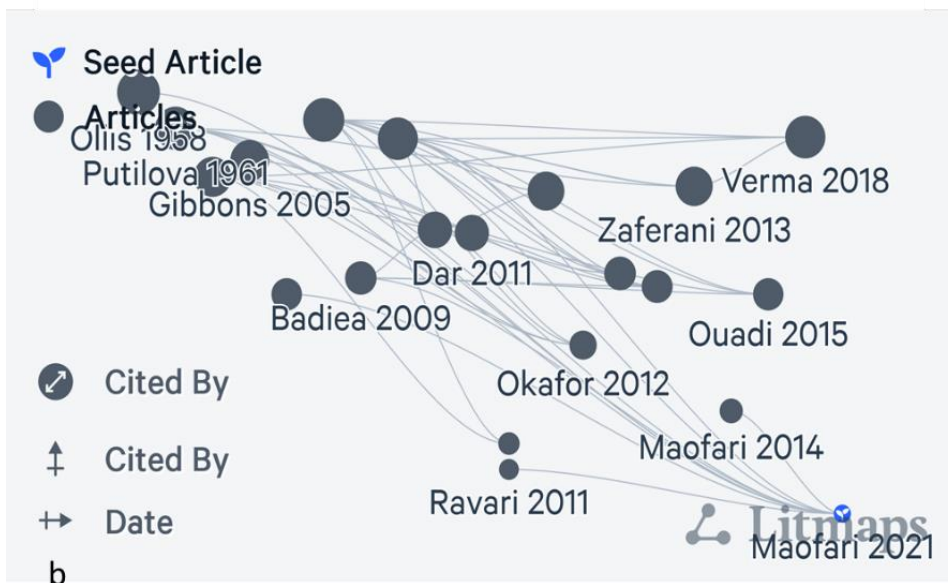 Seed Article
Articles
Ollis 1958
Putilova 1961
Gibbons 2005
Verma 2018
Zaferani 2013
Dar 2011
Badiea 2009
Ouadi 2015
Cited By
Okafor 2012
Maofari 2014
Cited By
Ravari 2011
Date
Litmaps
Maofari 2021
b